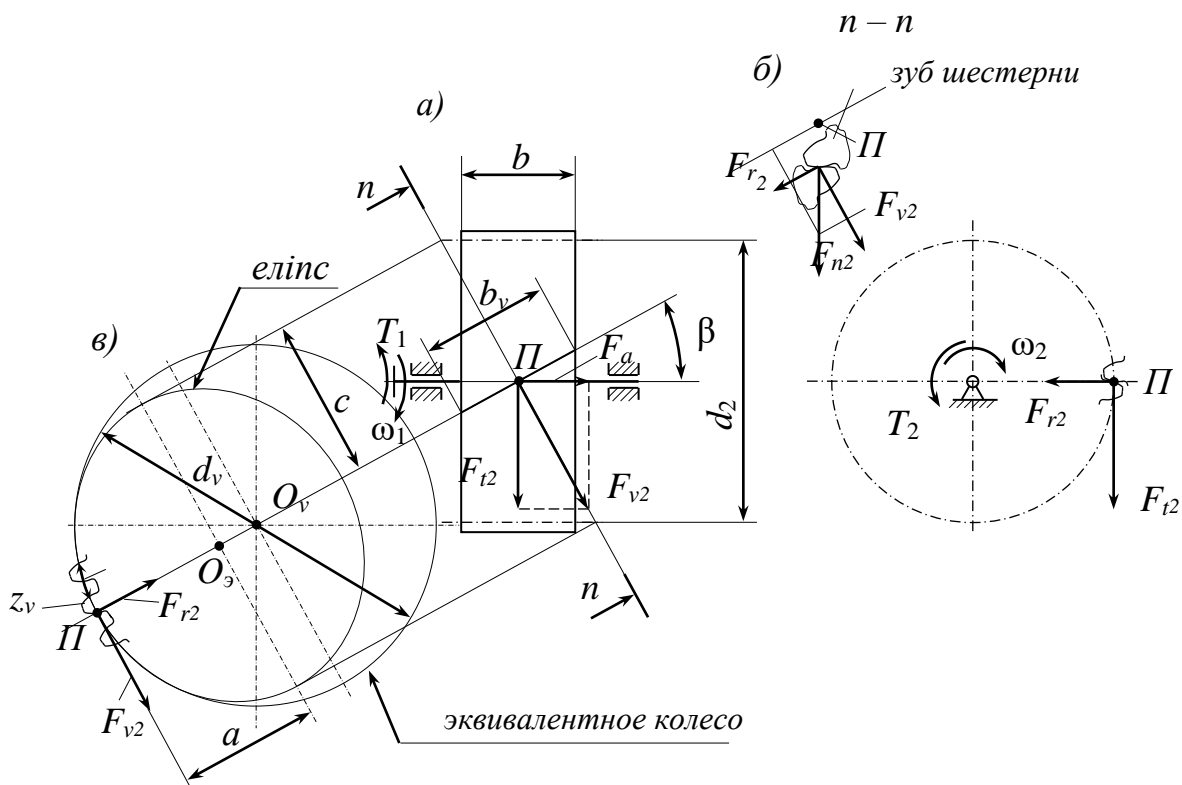 n – n
б)
зуб шестерни
а)
П
b
n
F_{r2}
F_{v2}
F_{n2}
еліпс
b_v
β
в)
T_1
П
F_a
ω_2
П
c
d_2
ω_1
T_2
F_{r2}
d_v
F_{t2}
F_{v2}
F_{t2}
O_v
O_э
n
z_v
F_{r2}
П
F_{v2}
a
эквивалентное колесо